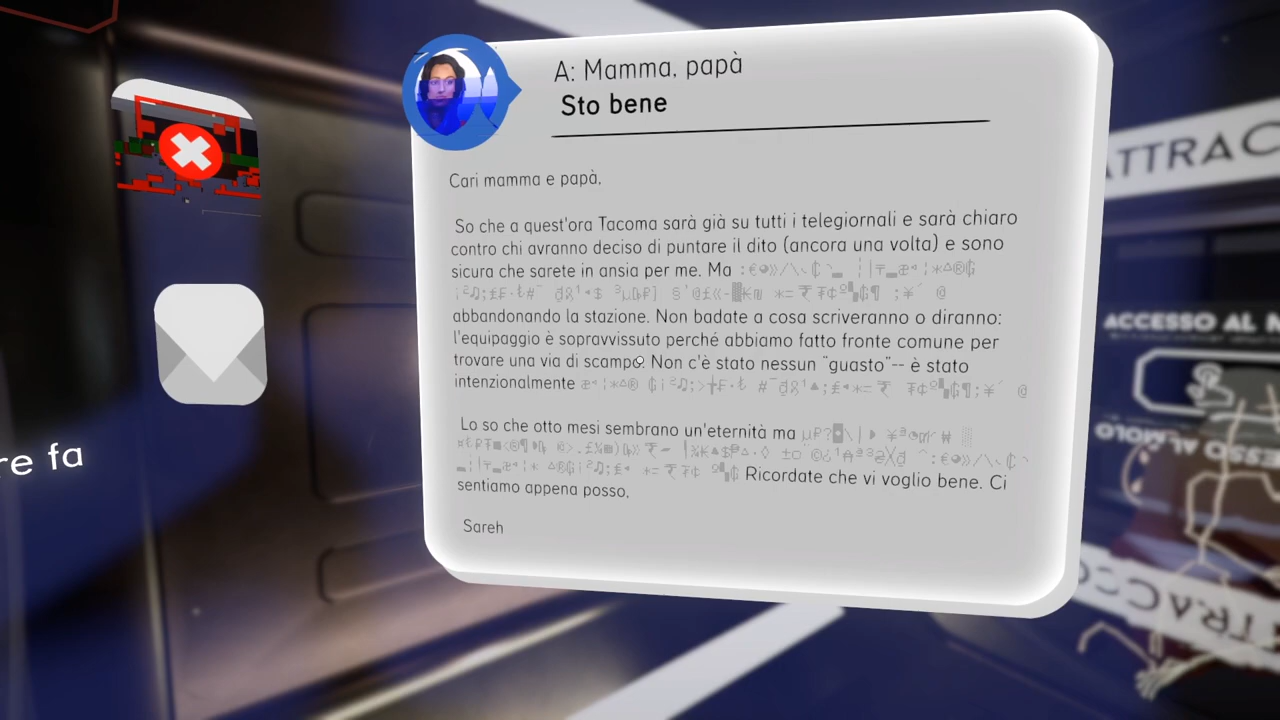 A: Mamma, papà
Sto bene
Cari mamma e papà,
So che a quest'ora Tacoma sarà già su tutti i telegiornali e sarà chiaro
contro chi avranno deciso di puntare il dito (ancora una volta) e sono
sicura che sarete in ansia per me. Ma
abbandonando la stazione. Non badate a cosa scriveranno o diranno:
l'equipaggio è sopravvissuto perché abbiamo fatto fronte comune per
trovare una via di scampo. Non c'è stato nessun "guasto"-- è stato
intenzionalmente
Lo so che otto mesi sembrano un'eternità ma
Ricordate che vi voglio bene. Ci
sentiamo appena posso,
Sareh
re fa
ATTRAC
ACCESSO AL M
ACCESSO AL MOLO
ATTRACCO